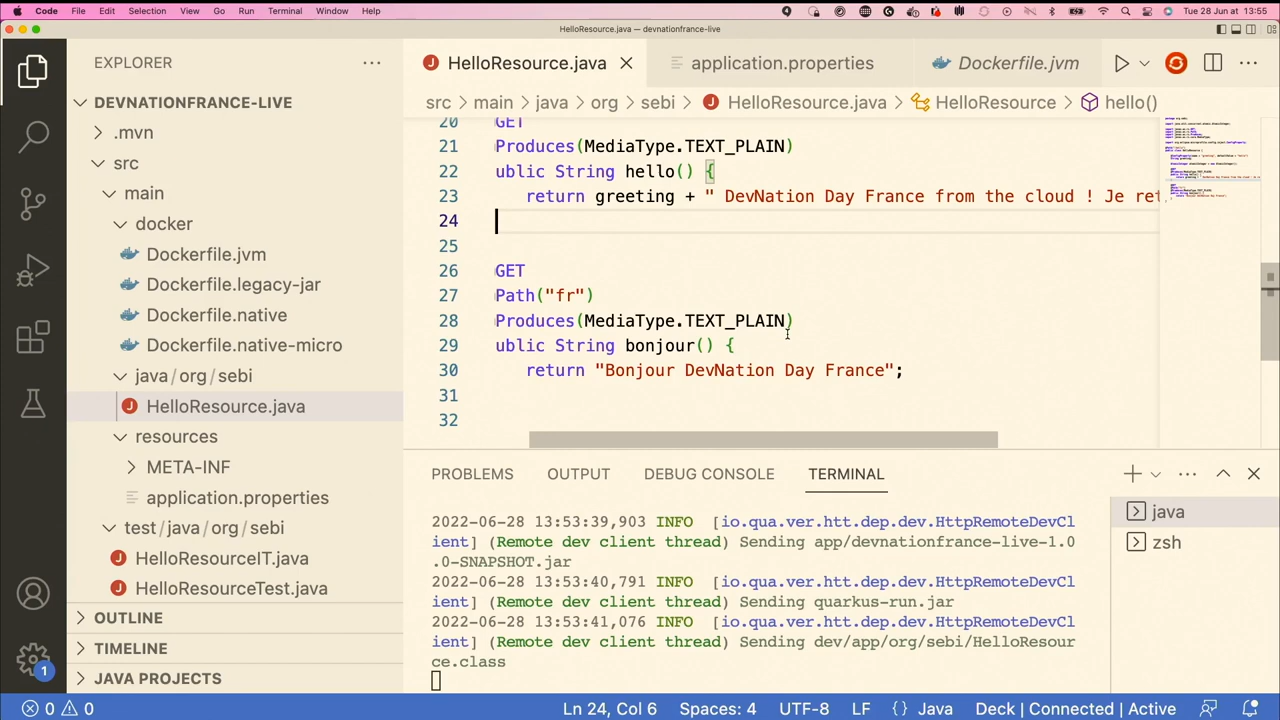 Code File Edit Selection View Go Run Terminal Window Help Tue 28 Jun at 13:55
HelloResource.java — devnationfrance-live
EXPLORER
DEVNATIONFRANCE-LIVE
.mvn
src
main
docker
Dockerfile.jvm
Dockerfile.legacy-jar
Dockerfile.native
Dockerfile.native-micro
java/org/sebi
HelloResource.java
resources
META-INF
application.properties
test/java/org/sebi
HelloResourceIT.java
HelloResourceTest.java
OUTLINE
TIMELINE
JAVA PROJECTS
HelloResource.java application.properties Dockerfile.jvm
src > main > java > org > sebi > HelloResource.java > HelloResource > hello()
20 GET
21 Produces(MediaType.TEXT_PLAIN)
22 ublic String hello() {
23 return greeting + " DevNation Day France from the cloud ! Je ret
24
25
26 GET
27 Path("fr")
28 Produces(MediaType.TEXT_PLAIN)
29 ublic String bonjour() {
30 return "Bonjour DevNation Day France";
31
32
PROBLEMS OUTPUT DEBUG CONSOLE TERMINAL
2022-06-28 13:53:39,903 INFO [io.qua.ver.htt.dep.dev.HttpRemoteDevCl
ient] (Remote dev client thread) Sending app/devnationfrance-live-1.0
.0-SNAPSHOT.jar
2022-06-28 13:53:40,791 INFO [io.qua.ver.htt.dep.dev.HttpRemoteDevCl
ient] (Remote dev client thread) Sending quarkus-run.jar
2022-06-28 13:53:41,076 INFO [io.qua.ver.htt.dep.dev.HttpRemoteDevCl
ient] (Remote dev client thread) Sending dev/app/org/sebi/HelloResour
ce.class
java
zsh
1
0 0 Ln 24, Col 6 Spaces: 4 UTF-8 LF {} Java Deck | Connected | Active